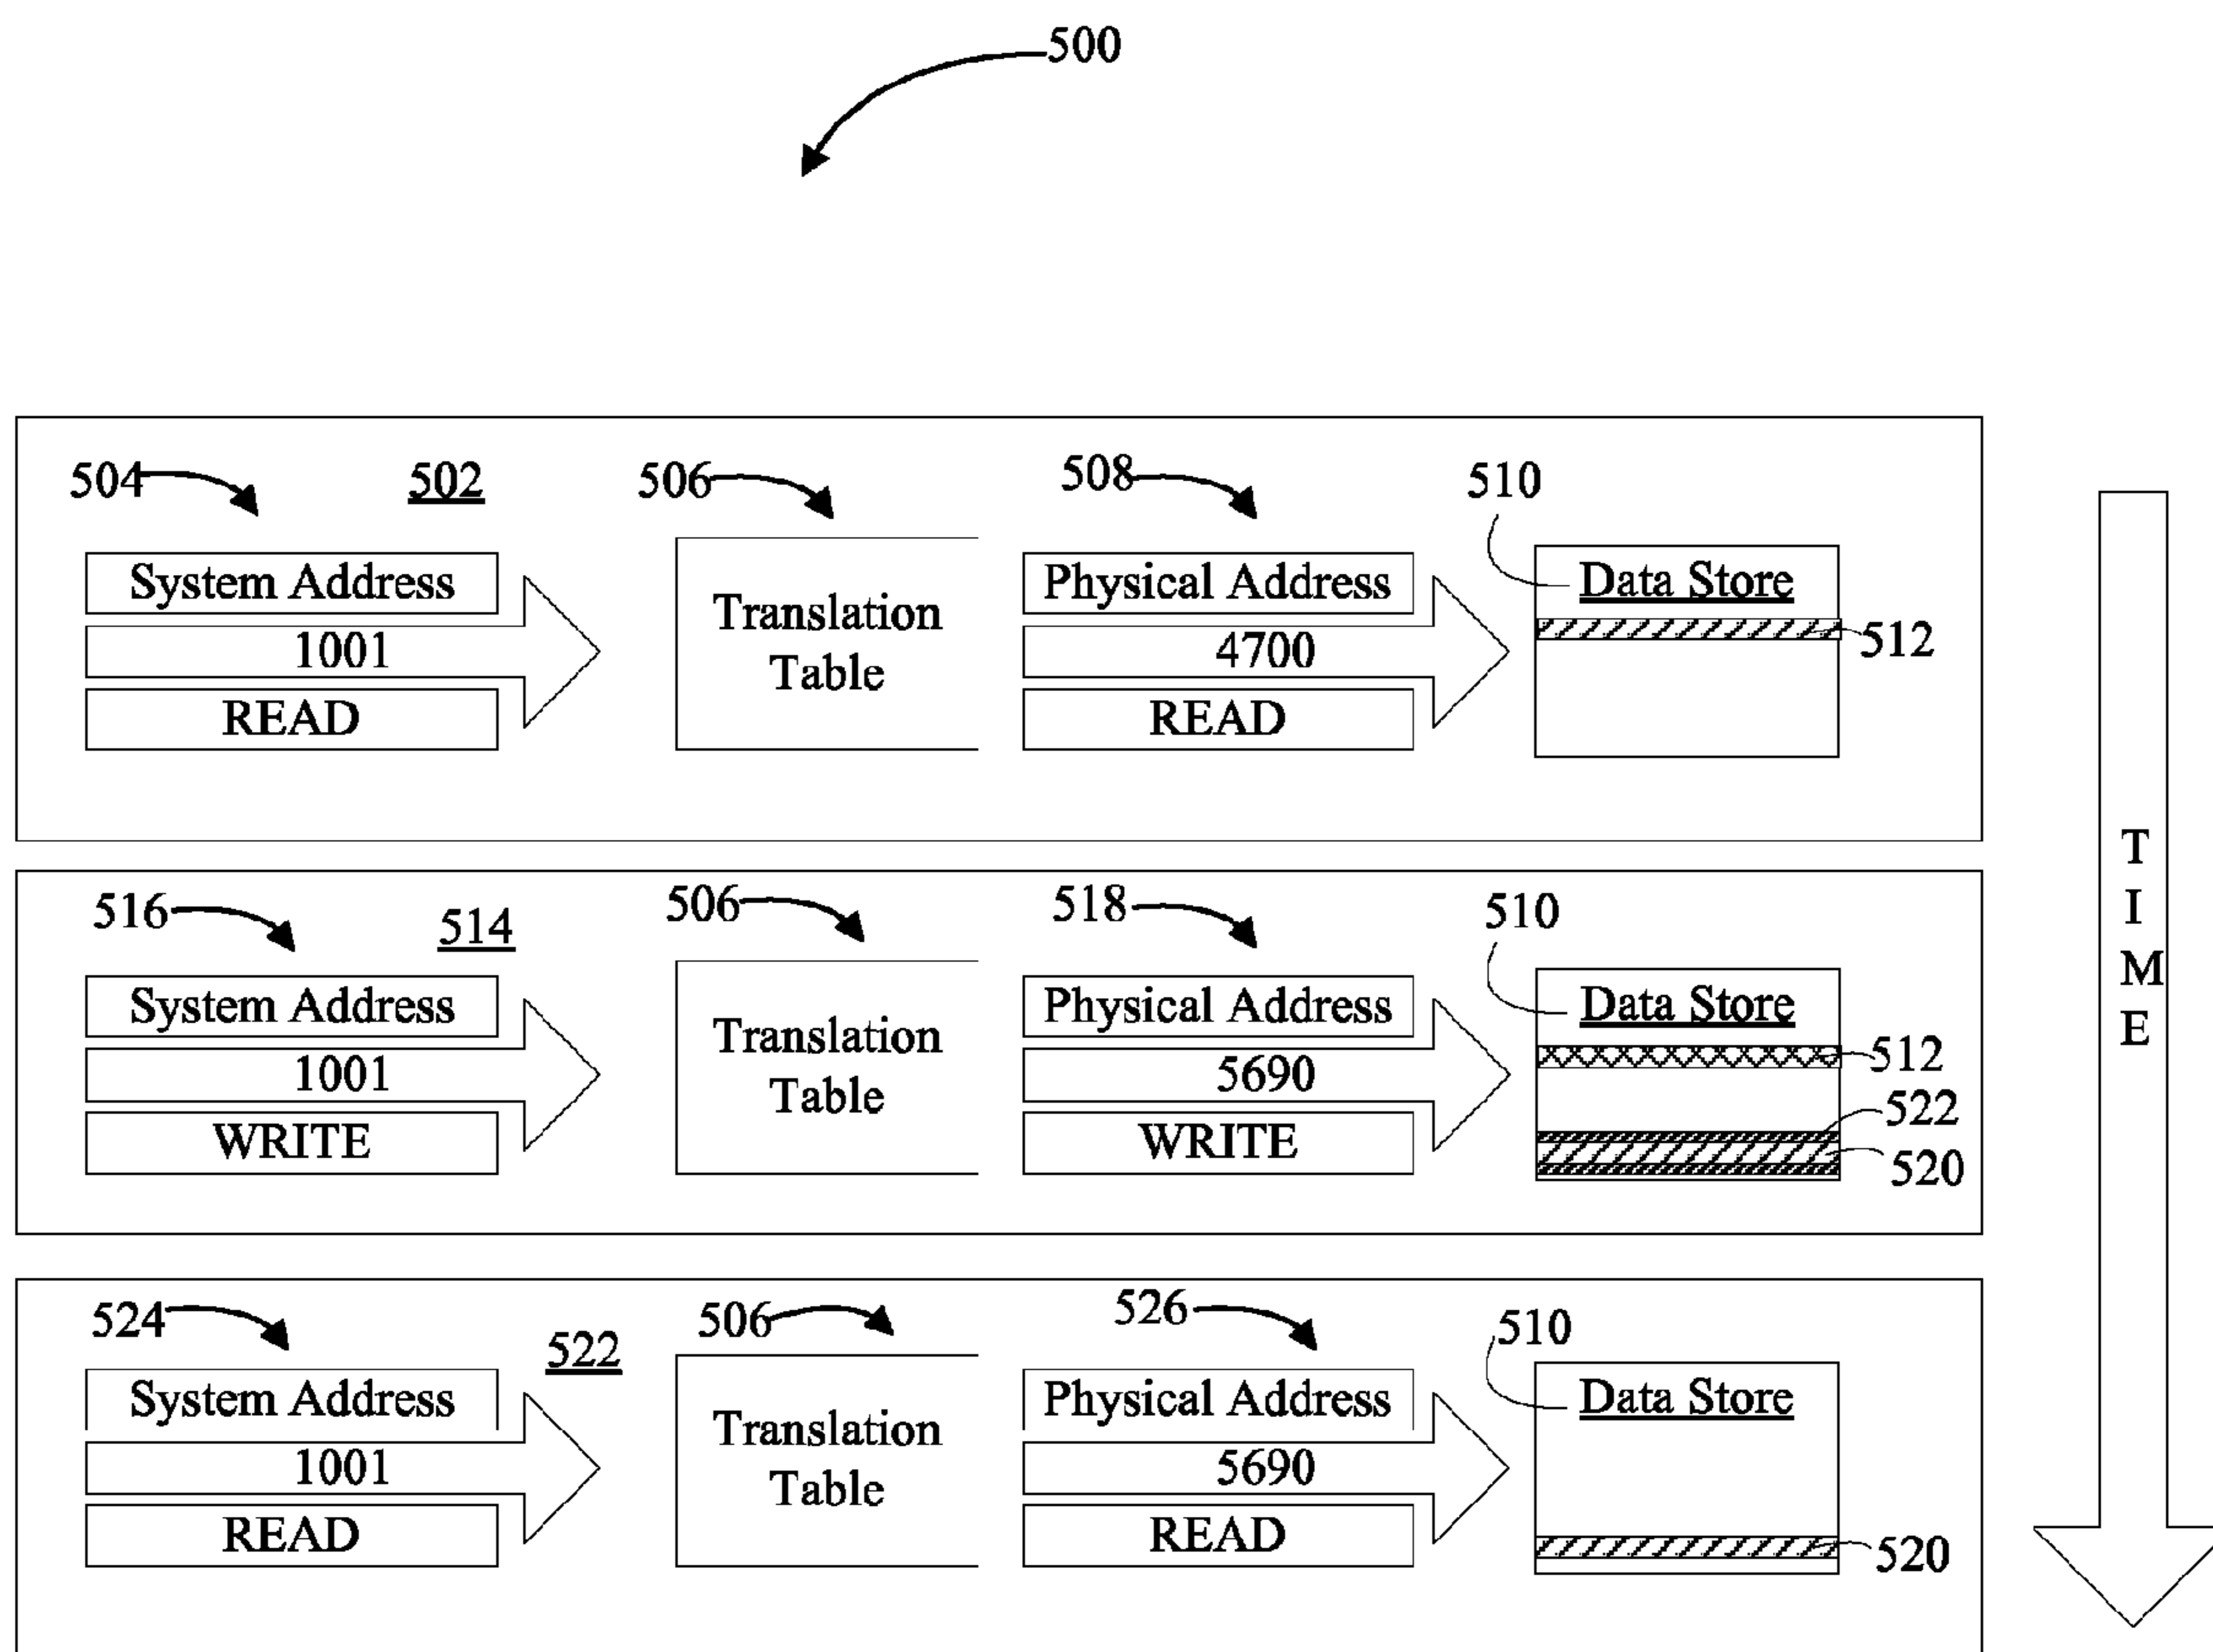 500
504
502
506
508
510
System Address
1001
READ
Translation
Table
Physical Address
4700
READ
Data Store
512
516
514
506
518
510
System Address
1001
WRITE
Translation
Table
Physical Address
5690
WRITE
Data Store
512
522
520
524
522
506
526
510
System Address
1001
READ
Translation
Table
Physical Address
5690
READ
Data Store
520
T
I
M
E